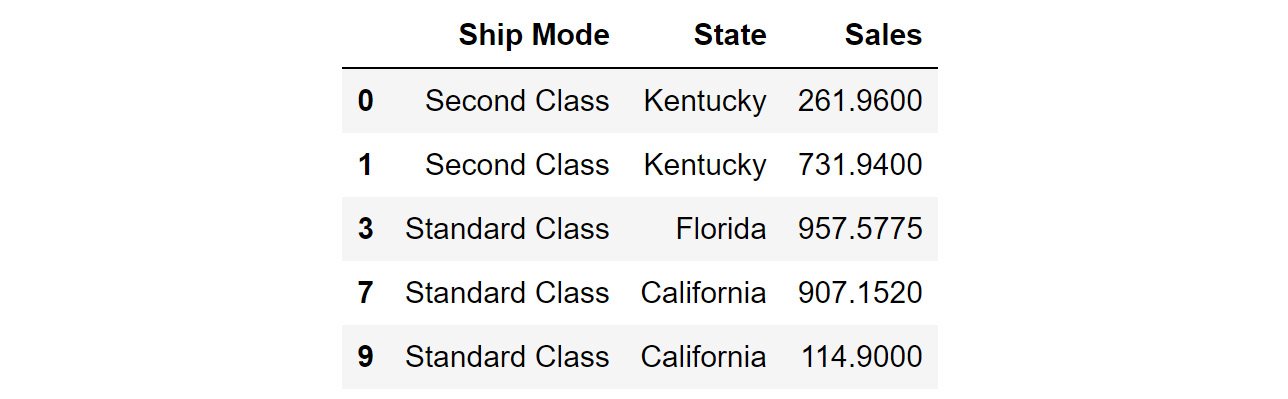 Ship Mode State Sales
0 Second Class Kentucky 261.9600
1 Second Class Kentucky 731.9400
3 Standard Class Florida 957.5775
7 Standard Class California 907.1520
9 Standard Class California 114.9000